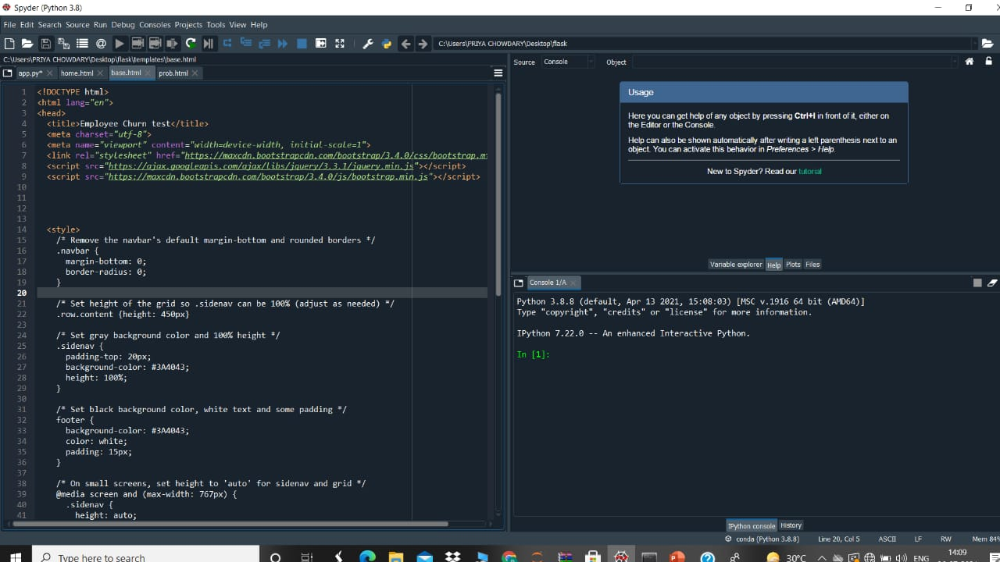 Spyder (Python 3.8)
File Edit Search Source Run Debug Consoles Projects Tools View Help
C:\Users\PRIYA CHOWDARY\Desktop\flask
C:\Users\PRIYA CHOWDARY\Desktop\flask\templates\base.html
app.py* home.html base.html prob.html
1 <!DOCTYPE html>
2 <html lang="en">
3 <head>
4 <title>Employee Churn test</title>
5 <meta charset="utf-8">
6 <meta name="viewport" content="width=device-width, initial-scale=1">
7 <link rel="stylesheet" href="https://maxcdn.bootstrapcdn.com/bootstrap/3.4.0/css/bootstrap.m
8 <script src="https://ajax.googleapis.com/ajax/libs/jquery/3.3.1/jquery.min.js"></script>
9 <script src="https://maxcdn.bootstrapcdn.com/bootstrap/3.4.0/js/bootstrap.min.js"></script>
10
11
12
13
14 <style>
15 /* Remove the navbar's default margin-bottom and rounded borders */
16 .navbar {
17 margin-bottom: 0;
18 border-radius: 0;
19 }
20
21 /* Set height of the grid so .sidenav can be 100% (adjust as needed) */
22 .row.content {height: 450px}
23
24 /* Set gray background color and 100% height */
25 .sidenav {
26 padding-top: 20px;
27 background-color: #3A4043;
28 height: 100%;
29 }
30
31 /* Set black background color, white text and some padding */
32 footer {
33 background-color: #3A4043;
34 color: white;
35 padding: 15px;
36 }
37
38 /* On small screens, set height to 'auto' for sidenav and grid */
39 @media screen and (max-width: 767px) {
40 .sidenav {
41 height: auto;
Source Console Object
Usage
Here you can get help of any object by pressing Ctrl+I in front of it, either on
the Editor or the Console.
Help can also be shown automatically after writing a left parenthesis next to an
object. You can activate this behavior in Preferences > Help.
New to Spyder? Read our tutorial
Variable explorer Help Plots Files
Console 1/A
Python 3.8.8 (default, Apr 13 2021, 15:08:03) [MSC v.1916 64 bit (AMD64)]
Type "copyright", "credits" or "license" for more information.
IPython 7.22.0 -- An enhanced Interactive Python.
In [1]:
IPython console History
conda (Python 3.8.8) Line 20, Col 5 ASCII LF RW Mem 84%
Type here to search
30°C ENG 14:09